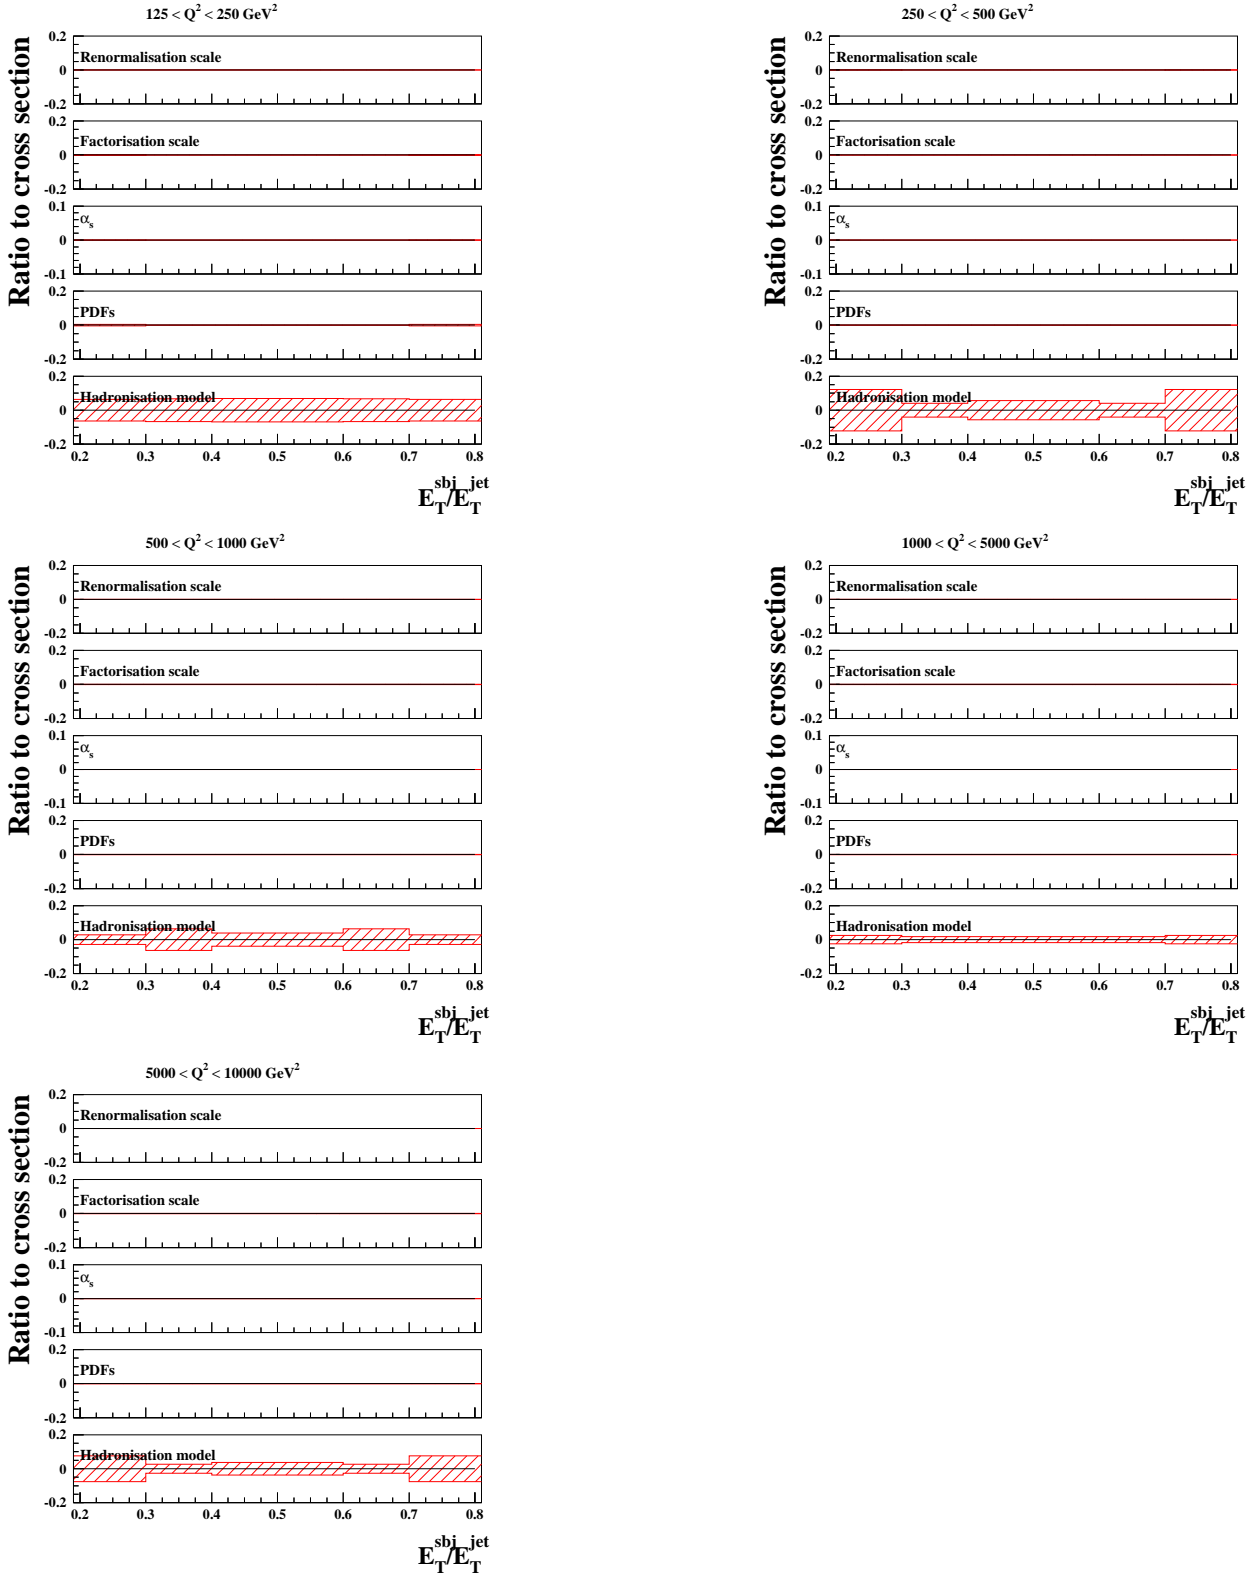 125 < Q² < 250 GeV²
Ratio to cross section
0.2
Renormalisation scale
0
-0.2
0.2
Factorisation scale
0
-0.2
0.1
αs
0
-0.1
0.2
PDFs
0
-0.2
0.2
Hadronisation model
0
-0.2
0.2 0.3 0.4 0.5 0.6 0.7 0.8
E_T^sbj/E_T^jet
250 < Q² < 500 GeV²
Ratio to cross section
0.2
Renormalisation scale
0
-0.2
0.2
Factorisation scale
0
-0.2
0.1
αs
0
-0.1
0.2
PDFs
0
-0.2
0.2
Hadronisation model
0
-0.2
0.2 0.3 0.4 0.5 0.6 0.7 0.8
E_T^sbj/E_T^jet
500 < Q² < 1000 GeV²
Ratio to cross section
0.2
Renormalisation scale
0
-0.2
0.2
Factorisation scale
0
-0.2
0.1
αs
0
-0.1
0.2
PDFs
0
-0.2
0.2
Hadronisation model
0
-0.2
0.2 0.3 0.4 0.5 0.6 0.7 0.8
E_T^sbj/E_T^jet
1000 < Q² < 5000 GeV²
Ratio to cross section
0.2
Renormalisation scale
0
-0.2
0.2
Factorisation scale
0
-0.2
0.1
αs
0
-0.1
0.2
PDFs
0
-0.2
0.2
Hadronisation model
0
-0.2
0.2 0.3 0.4 0.5 0.6 0.7 0.8
E_T^sbj/E_T^jet
5000 < Q² < 10000 GeV²
Ratio to cross section
0.2
Renormalisation scale
0
-0.2
0.2
Factorisation scale
0
-0.2
0.1
αs
0
-0.1
0.2
PDFs
0
-0.2
0.2
Hadronisation model
0
-0.2
0.2 0.3 0.4 0.5 0.6 0.7 0.8
E_T^sbj/E_T^jet